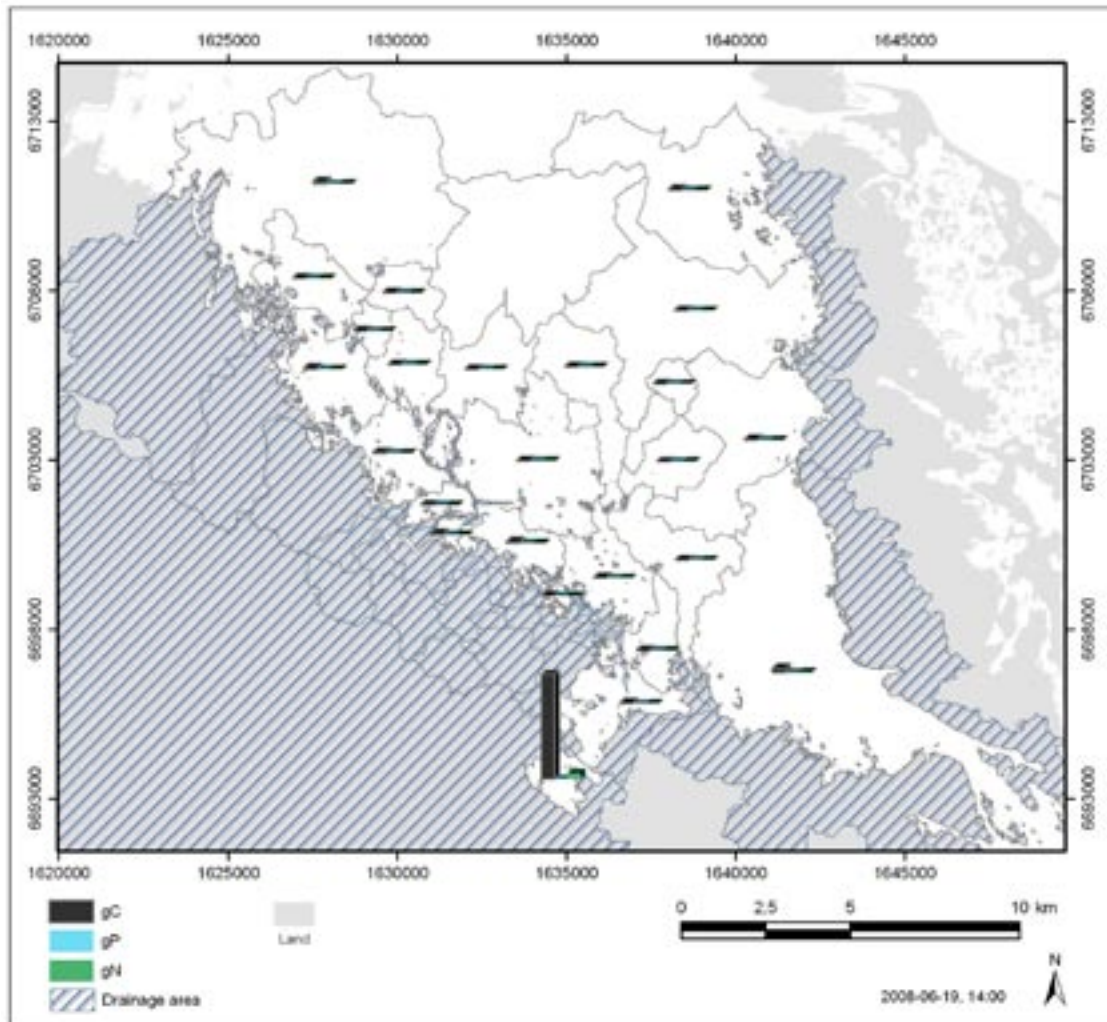 1620000 1625000 1630000 1635000 1640000 1645000
6713000 6713000
6708000 6708000
6703000 6703000
6698000 6698000
6693000 6693000
1620000 1625000 1630000 1635000 1640000 1645000
gC
gP
gN
Drainage area
Land
0 2,5 5 10 km
N
2008-06-19, 14:00